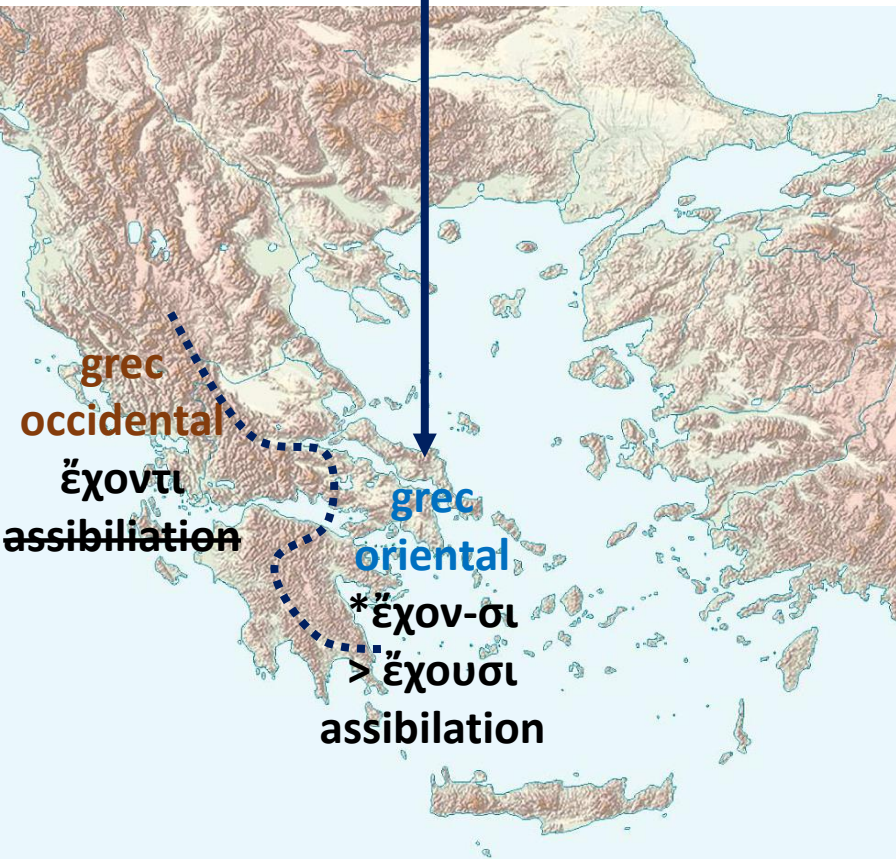 grec
occidental
ἔχοντι
assibiliation
grec
oriental
*ἔχον-σι
> ἔχουσι
assibilation